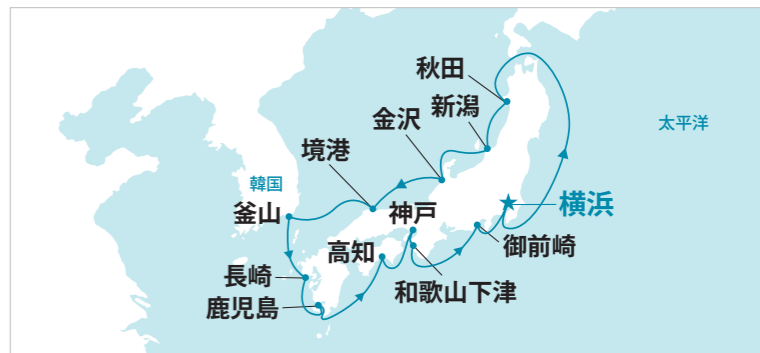 秋田
新潟
金沢
太平洋
境港
韓国
釜山
神戸
横浜
高知
御前崎
長崎
和歌山下津
鹿児島